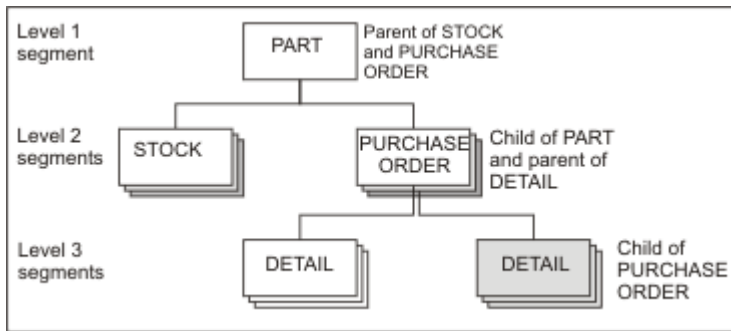 Level 1
segment
PART
Parent of STOCK
and PURCHASE
ORDER
Level 2
segments
STOCK
PURCHASE
ORDER
Child of PART
and parent of
DETAIL
Level 3
segments
DETAIL
DETAIL
Child of
PURCHASE
ORDER